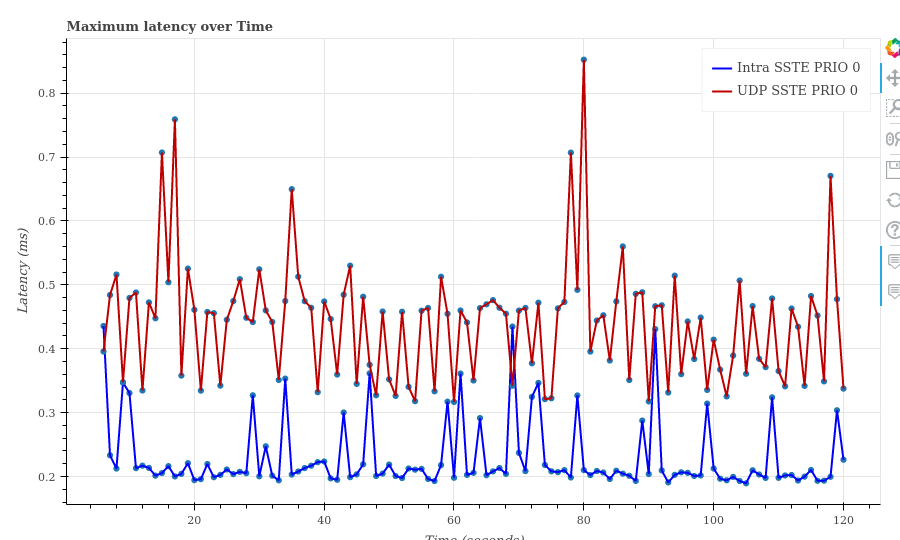 Maximum latency over Time
Intra SSTE PRIO 0
UDP SSTE PRIO 0
Latency (ms)
0.8
0.7
0.6
0.5
0.4
0.3
0.2
20 40 60 80 100 120
Time (seconds)